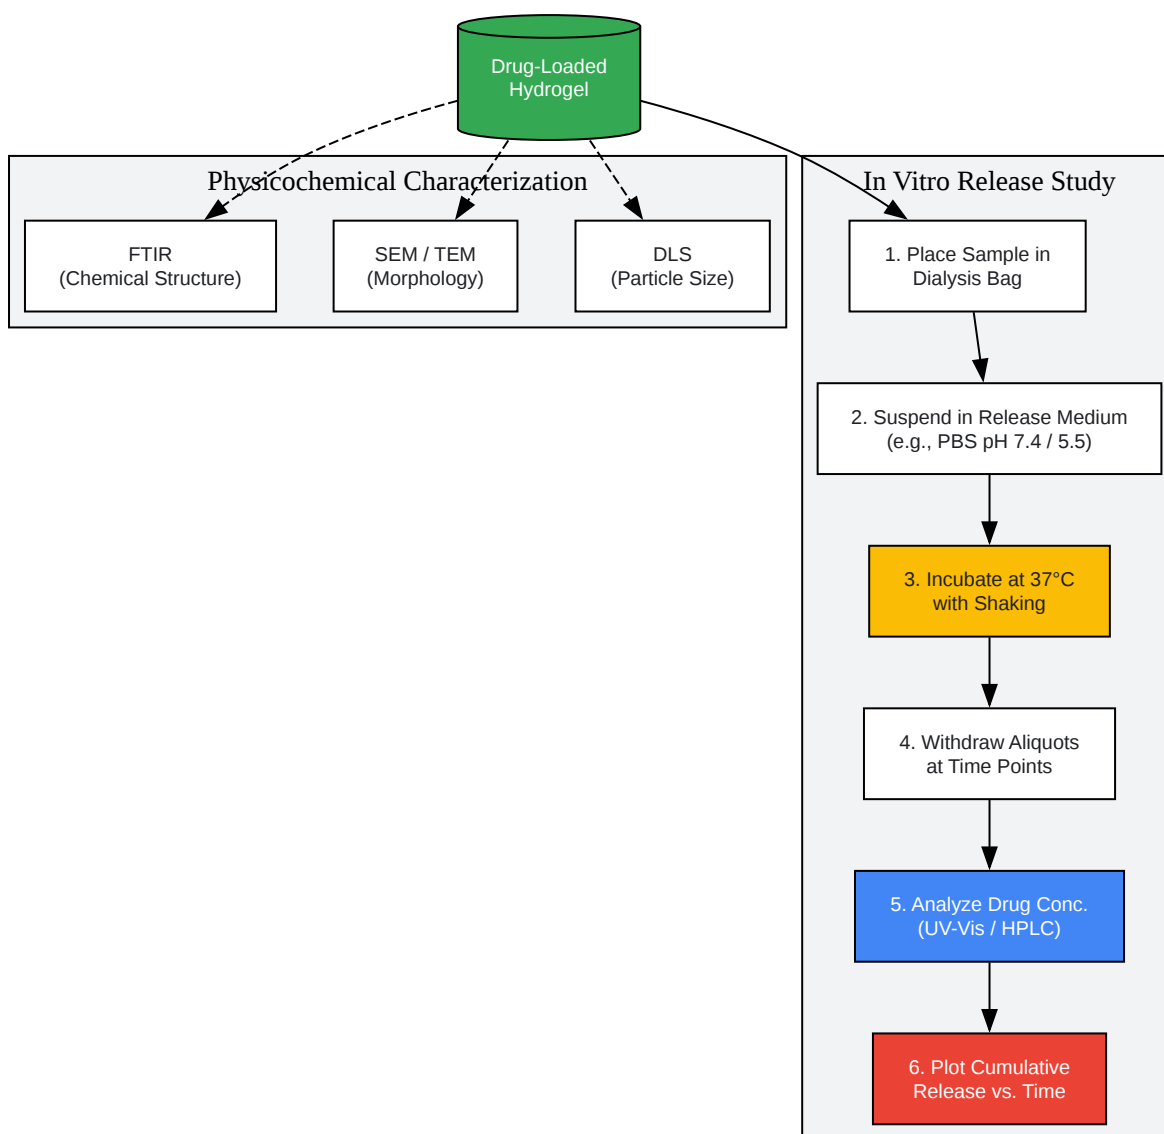 Drug-Loaded
Hydrogel
Physicochemical Characterization
FTIR
(Chemical Structure)
SEM / TEM
(Morphology)
DLS
(Particle Size)
In Vitro Release Study
1. Place Sample in
Dialysis Bag
2. Suspend in Release Medium
(e.g., PBS pH 7.4 / 5.5)
3. Incubate at 37°C
with Shaking
4. Withdraw Aliquots
at Time Points
5. Analyze Drug Conc.
(UV-Vis / HPLC)
6. Plot Cumulative
Release vs. Time